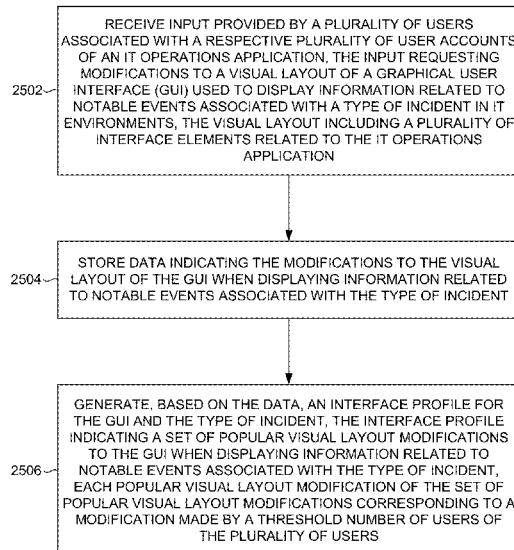 RECEIVE INPUT PROVIDED BY A PLURALITY OF USERS
ASSOCIATED WITH A RESPECTIVE PLURALITY OF USER ACCOUNTS
OF AN IT OPERATIONS APPLICATION, THE INPUT REQUESTING
MODIFICATIONS TO A VISUAL LAYOUT OF A GRAPHICAL USER
2502 INTERFACE (GUI) USED TO DISPLAY INFORMATION RELATED TO
NOTABLE EVENTS ASSOCIATED WITH A TYPE OF INCIDENT IN IT
ENVIRONMENTS, THE VISUAL LAYOUT INCLUDING A PLURALITY OF
INTERFACE ELEMENTS RELATED TO THE IT OPERATIONS
APPLICATION
STORE DATA INDICATING THE MODIFICATIONS TO THE VISUAL
2504 LAYOUT OF THE GUI WHEN DISPLAYING INFORMATION RELATED
TO NOTABLE EVENTS ASSOCIATED WITH THE TYPE OF INCIDENT
GENERATE, BASED ON THE DATA, AN INTERFACE PROFILE FOR
THE GUI AND THE TYPE OF INCIDENT, THE INTERFACE PROFILE
INDICATING A SET OF POPULAR VISUAL LAYOUT MODIFICATIONS
TO THE GUI WHEN DISPLAYING INFORMATION RELATED TO
2506 NOTABLE EVENTS ASSOCIATED WITH THE TYPE OF INCIDENT,
EACH POPULAR VISUAL LAYOUT MODIFICATION OF THE SET OF
POPULAR VISUAL LAYOUT MODIFICATIONS CORRESPONDING TO A
MODIFICATION MADE BY A THRESHOLD NUMBER OF USERS OF
THE PLURALITY OF USERS